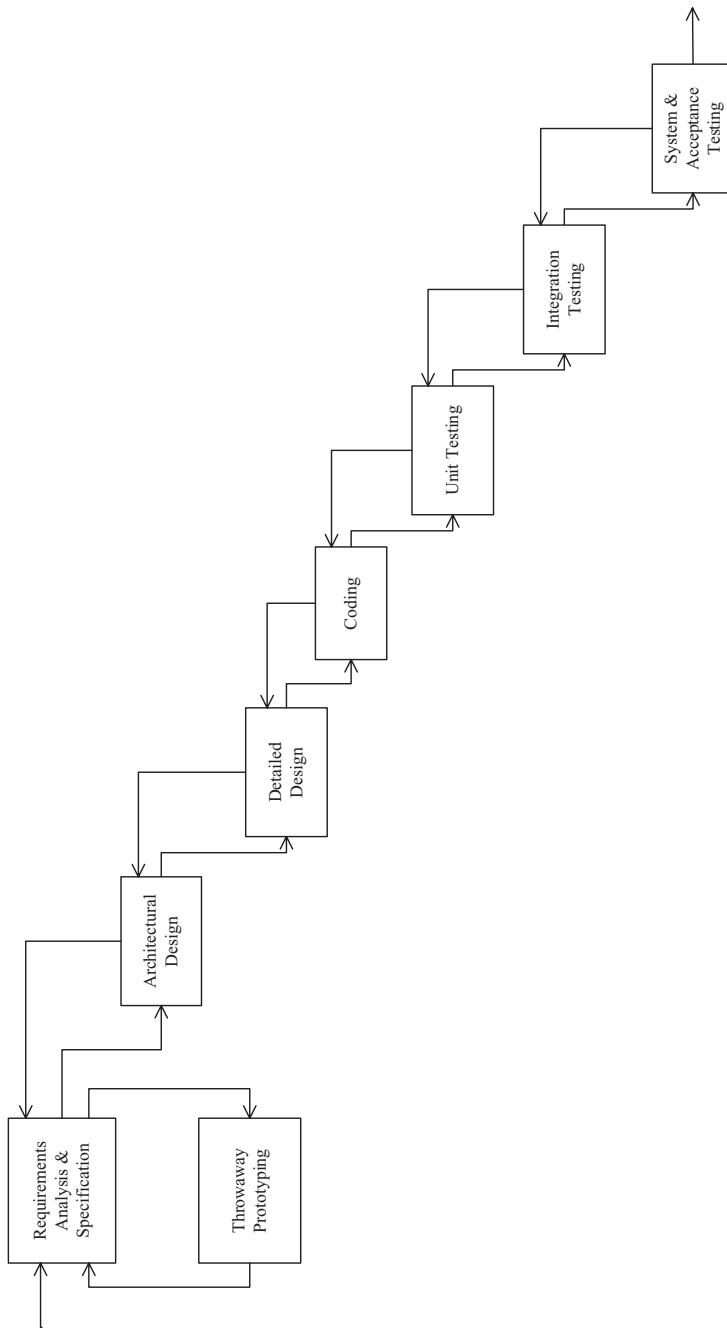 Requirements
Analysis &
Specification
Throwaway
Prototyping
Architectural
Design
Detailed
Design
Coding
Unit Testing
Integration
Testing
System &
Acceptance
Testing